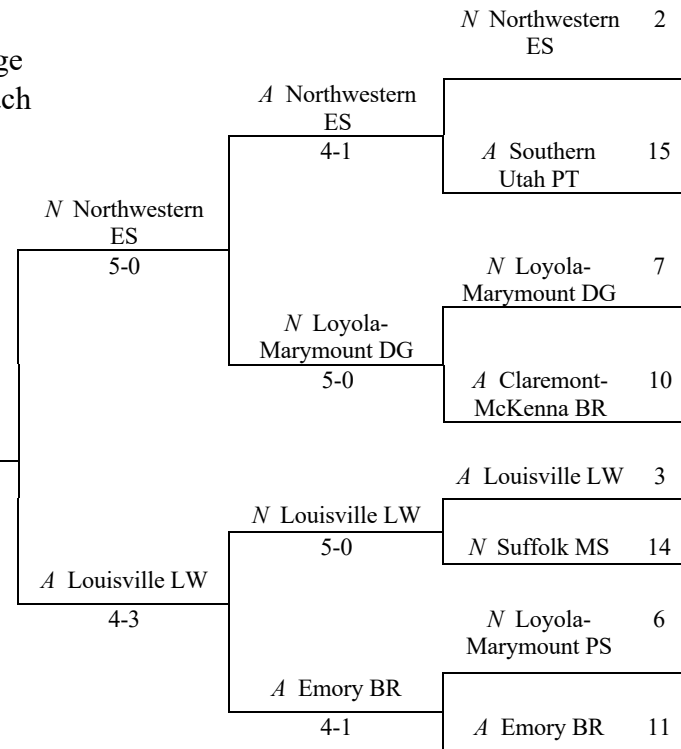 N Northwestern 2
ES
ge
A Northwestern
ES
ach
4-1
A Southern 15
Utah PT
N Northwestern
ES
5-0
N Loyola- 7
Marymount DG
N Loyola-
Marymount DG
5-0
A Claremont- 10
McKenna BR
A Louisville LW 3
N Louisville LW
5-0
N Suffolk MS 14
A Louisville LW
4-3
N Loyola- 6
Marymount PS
A Emory BR
4-1
A Emory BR 11